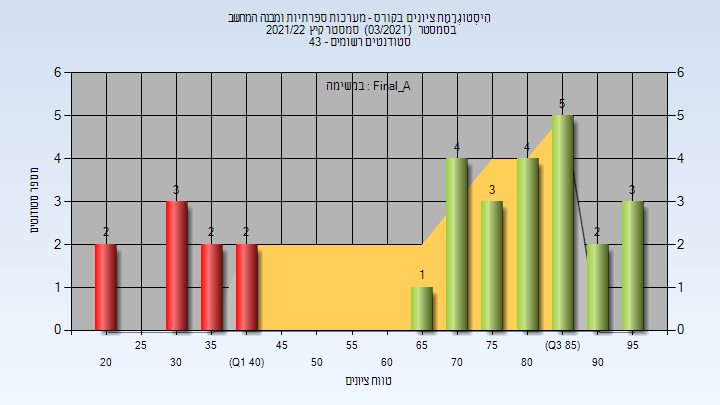 היסטוגרמת ציונים בקורס - מערכות ספרתיות ומבנה המחשב
בסמסטר (03/2021) סמסטר קיץ 2021/22
סטודנטים רשומים - 43
במשימה : Final_A
6 6
5 5 5
4 4 4 4
3 3 3 3 3
2 2 2 2 2 2
1 1 1
0 0
מספר סטודנטים
25 35 45 55 65 75 (Q3 85) 95
20 30 (Q1 40) 50 60 70 80 90
טווח ציונים